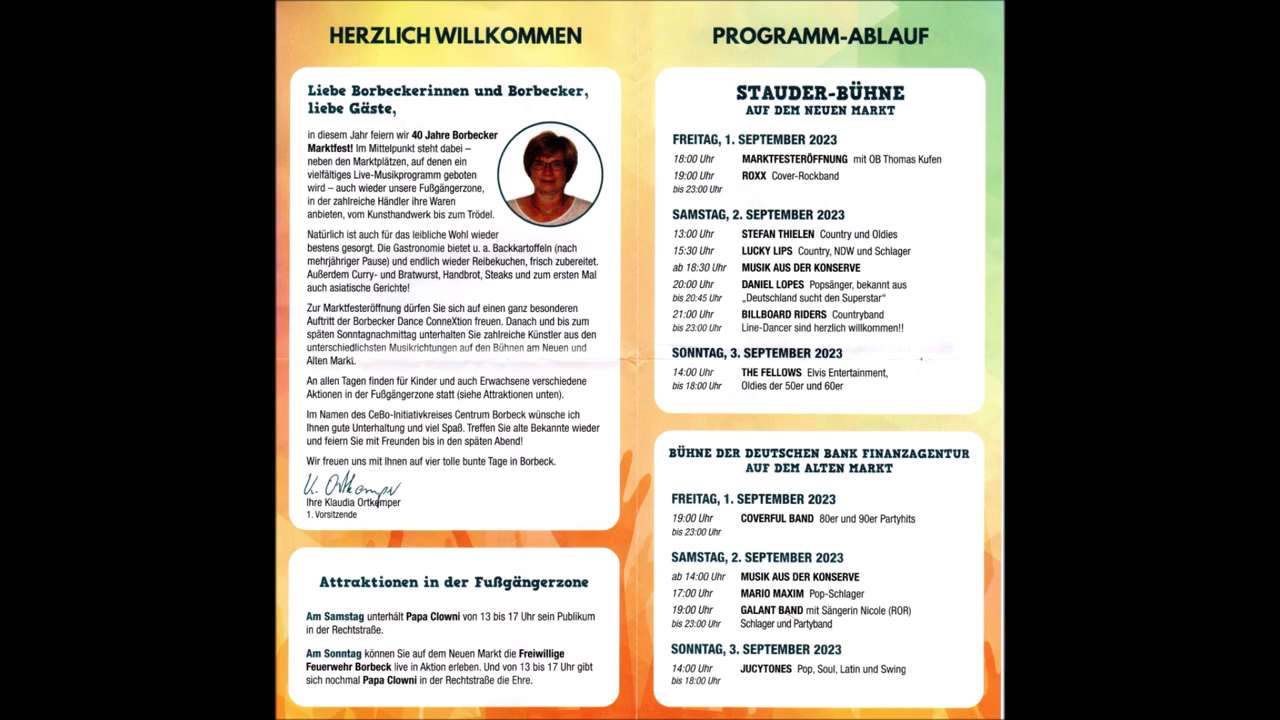 HERZLICH WILLKOMMEN
Liebe Borbeckerinnen und Borbecker,
liebe Gäste,
in diesem Jahr feiern wir 40 Jahre Borbecker
Marktfest! Im Mittelpunkt steht dabei –
neben den Marktplätzen, auf denen ein
vielfältiges Live-Musikprogramm geboten
wird – auch wieder unsere Fußgängerzone,
in der zahlreiche Händler ihre Waren
anbieten, vom Kunsthandwerk bis zum Trödel.
Natürlich ist auch für das leibliche Wohl wieder
bestens gesorgt. Die Gastronomie bietet u. a. Backkartoffeln (nach
mehrjähriger Pause) und endlich wieder Reibekuchen, frisch zubereitet.
Außerdem Curry- und Bratwurst, Handbrot, Steaks und zum ersten Mal
auch asiatische Gerichte!
Zur Marktfesteröffnung dürfen Sie sich auf einen ganz besonderen
Auftritt der Borbecker Dance ConneXtion freuen. Danach und bis zum
späten Sonntagnachmittag unterhalten Sie zahlreiche Künstler aus den
unterschiedlichsten Musikrichtungen auf den Bühnen am Neuen und
Alten Markt.
An allen Tagen finden für Kinder und auch Erwachsene verschiedene
Aktionen in der Fußgängerzone statt (siehe Attraktionen unten).
Im Namen des CeBo-Initiativkreises Centrum Borbeck wünsche ich
Ihnen gute Unterhaltung und viel Spaß. Treffen Sie alte Bekannte wieder
und feiern Sie mit Freunden bis in den späten Abend!
Wir freuen uns mit Ihnen auf vier tolle bunte Tage in Borbeck.
K. Ortkemper
Ihre Klaudia Ortkemper
1. Vorsitzende
Attraktionen in der Fußgängerzone
Am Samstag unterhält Papa Clowni von 13 bis 17 Uhr sein Publikum
in der Rechtstraße.
Am Sonntag können Sie auf dem Neuen Markt die Freiwillige
Feuerwehr Borbeck live in Aktion erleben. Und von 13 bis 17 Uhr gibt
sich nochmal Papa Clowni in der Rechtstraße die Ehre.
PROGRAMM-ABLAUF
STAUDER-BÜHNE
AUF DEM NEUEN MARKT
FREITAG, 1. SEPTEMBER 2023
18:00 Uhr MARKTFESTERÖFFNUNG mit OB Thomas Kufen
19:00 Uhr ROXX Cover-Rockband
bis 23:00 Uhr
SAMSTAG, 2. SEPTEMBER 2023
13:00 Uhr STEFAN THIELEN Country und Oldies
15:30 Uhr LUCKY LIPS Country, NDW und Schlager
ab 18:30 Uhr MUSIK AUS DER KONSERVE
20:00 Uhr DANIEL LOPES Popsänger, bekannt aus
bis 20:45 Uhr „Deutschland sucht den Superstar“
21:00 Uhr BILLBOARD RIDERS Countryband
bis 23:00 Uhr Line-Dancer sind herzlich willkommen!!
SONNTAG, 3. SEPTEMBER 2023
14:00 Uhr THE FELLOWS Elvis Entertainment,
bis 18:00 Uhr Oldies der 50er und 60er
BÜHNE DER DEUTSCHEN BANK FINANZAGENTUR
AUF DEM ALTEN MARKT
FREITAG, 1. SEPTEMBER 2023
19:00 Uhr COVERFUL BAND 80er und 90er Partyhits
bis 23:00 Uhr
SAMSTAG, 2. SEPTEMBER 2023
ab 14:00 Uhr MUSIK AUS DER KONSERVE
17:00 Uhr MARIO MAXIM Pop-Schlager
19:00 Uhr GALANT BAND mit Sängerin Nicole (ROR)
bis 23:00 Uhr Schlager und Partyband
SONNTAG, 3. SEPTEMBER 2023
14:00 Uhr JUCYTONES Pop, Soul, Latin und Swing
bis 18:00 Uhr